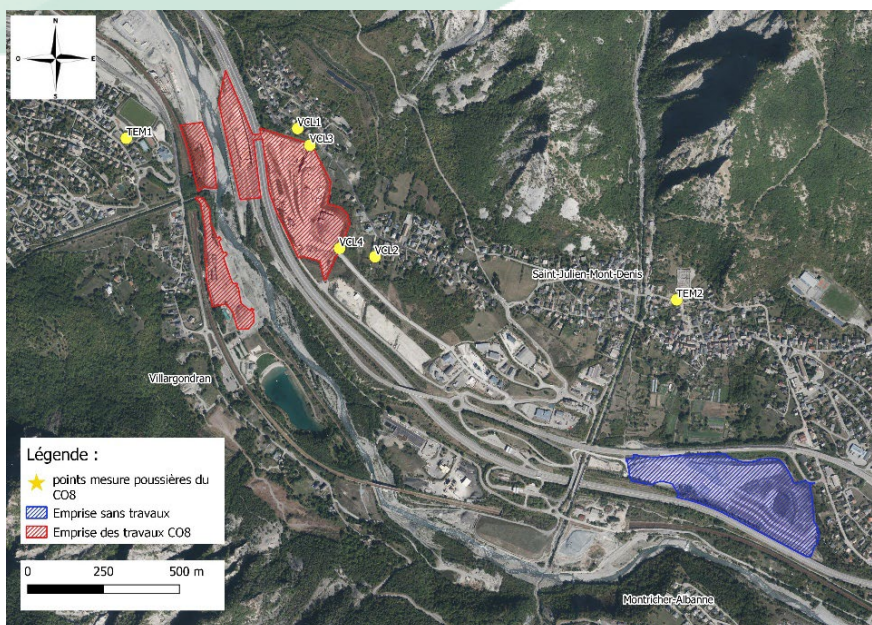 N
O E
S
TEM1
VCL1
VCL3
VCL4
VCL2
Saint-Julien-Mont-Denis
TEM2
Villargondran
Montricher-Albanne
Légende :
points mesure poussières du
CO8
Emprise sans travaux
Emprise des travaux CO8
0 250 500 m